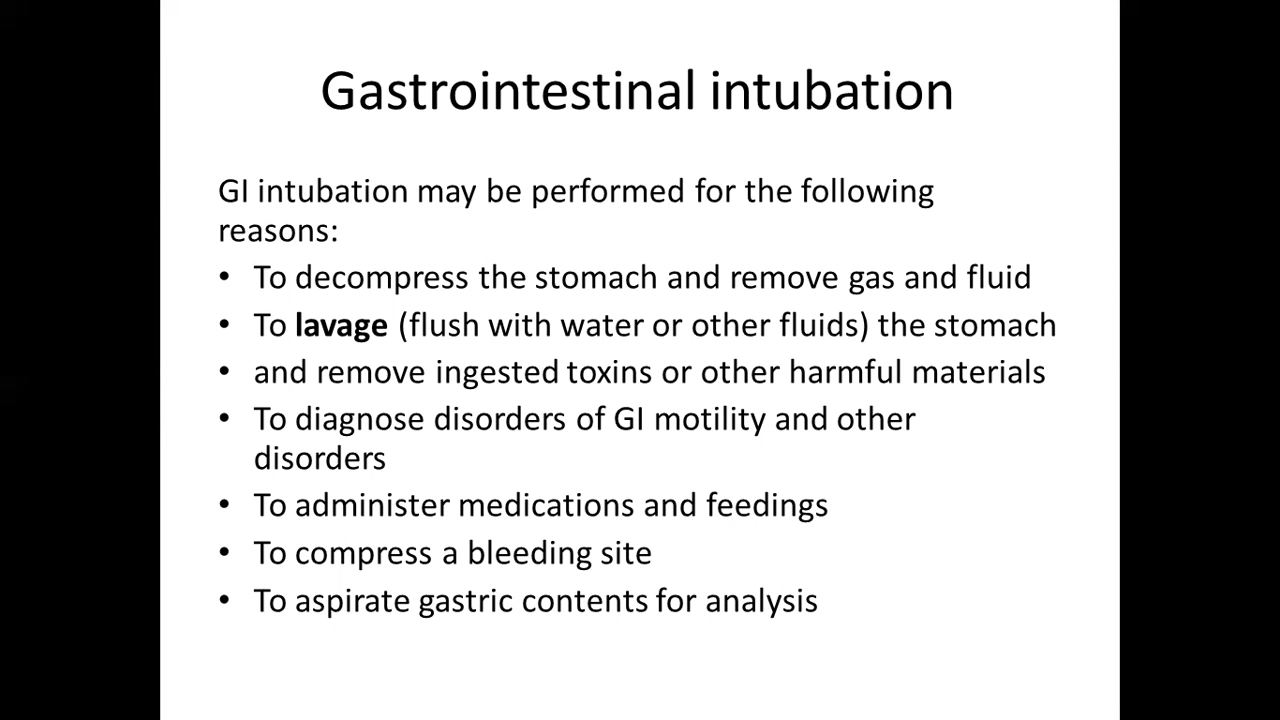 Gastrointestinal intubation
GI intubation may be performed for the following
reasons:
• To decompress the stomach and remove gas and fluid
• To lavage (flush with water or other fluids) the stomach
• and remove ingested toxins or other harmful materials
• To diagnose disorders of GI motility and other
disorders
• To administer medications and feedings
• To compress a bleeding site
• To aspirate gastric contents for analysis